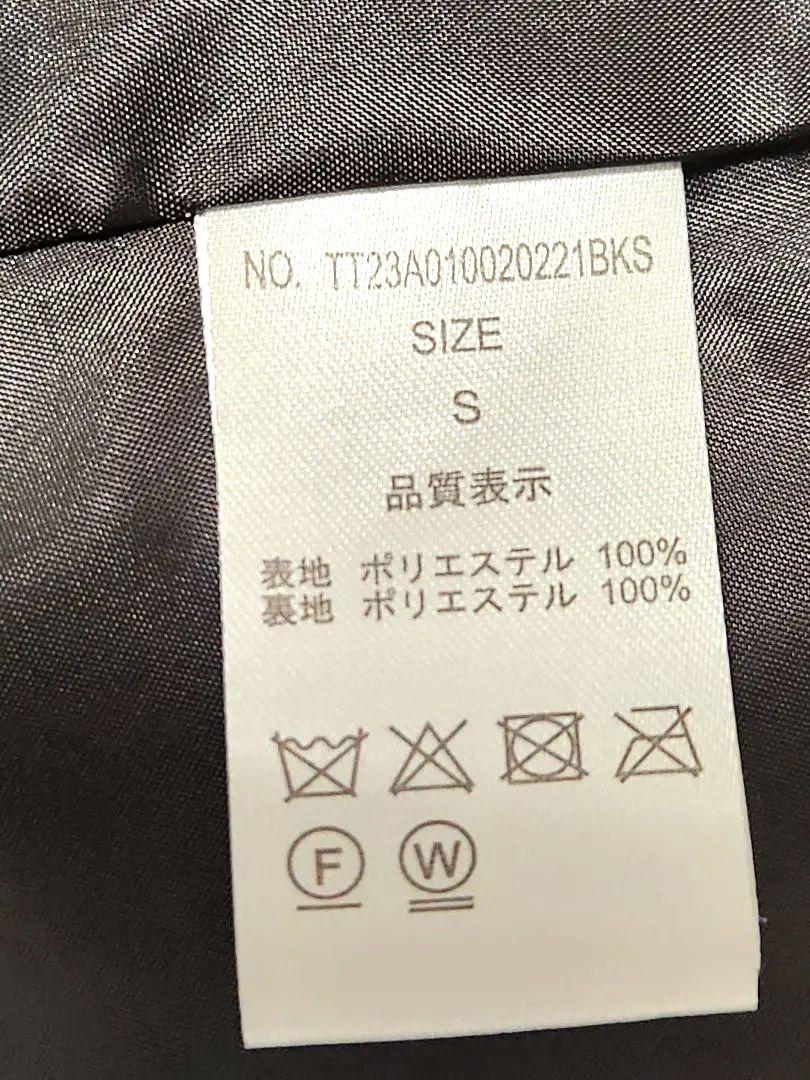 NO. TT23A010020221BKS
SIZE
S
品質表示
表地 ポリエステル 100%
裏地 ポリエステル 100%
F W